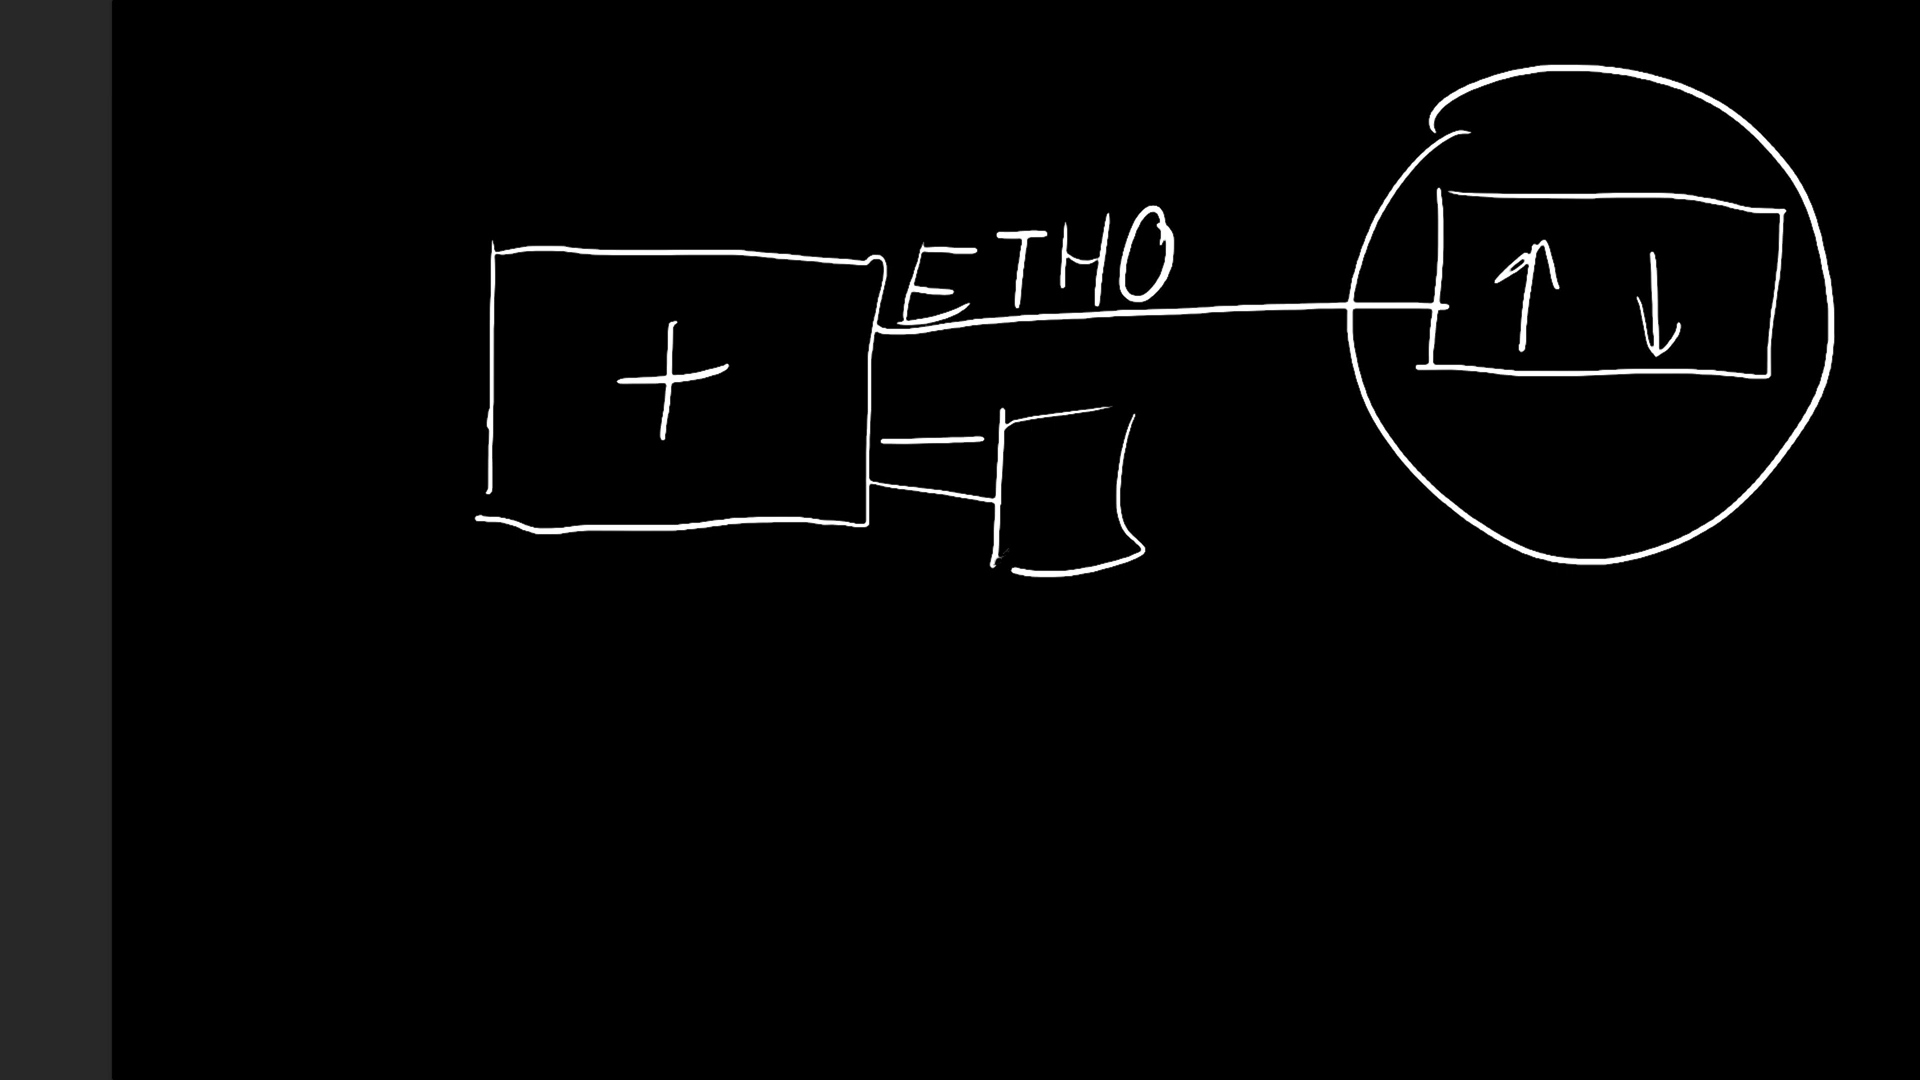 ETH0
+
↑ ↓